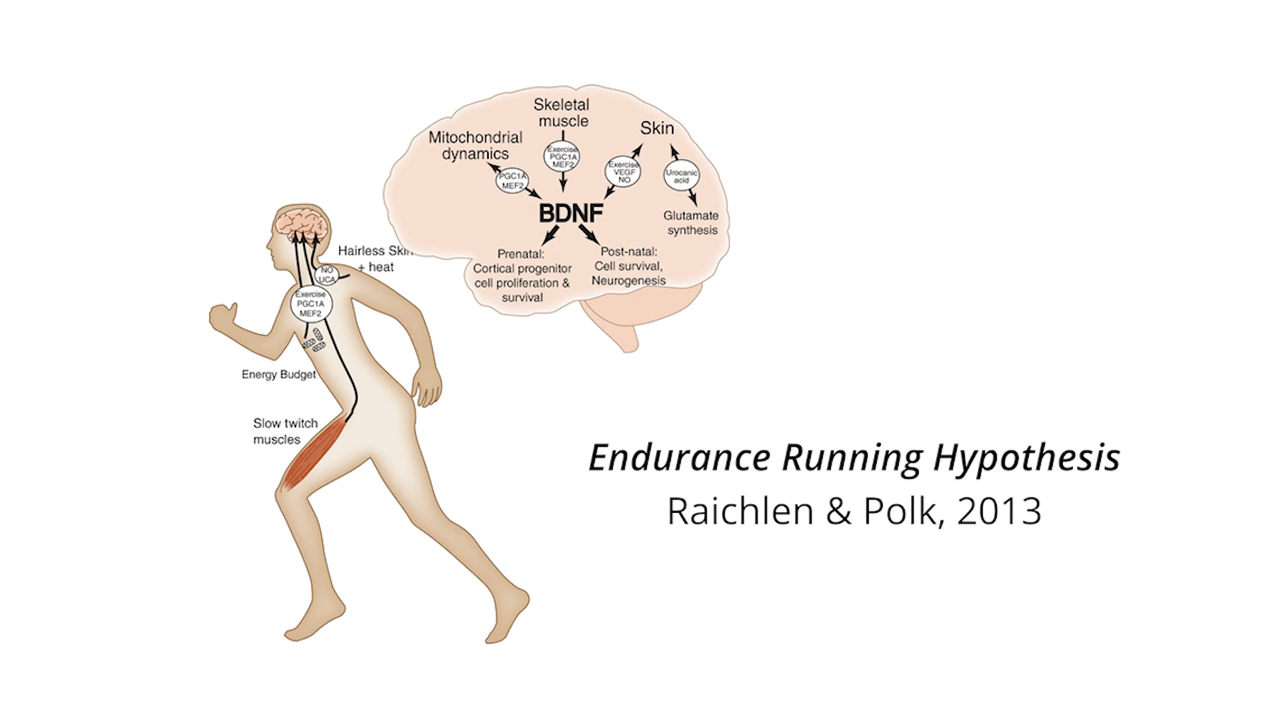 Skeletal
muscle
Mitochondrial
dynamics
Skin
Exercise
PGC1A
MEF2
PGC1A
MEF2
Exercise
VEGF
NO
Urocanic
acid
BDNF
Glutamate
synthesis
Prenatal:
Cortical progenitor
cell proliferation &
survival
Post-natal:
Cell survival,
Neurogenesis
Hairless Skin
+ heat
NO
UCA
Exercise
PGC1A
MEF2
Energy Budget
Slow twitch
muscles
Endurance Running Hypothesis
Raichlen & Polk, 2013